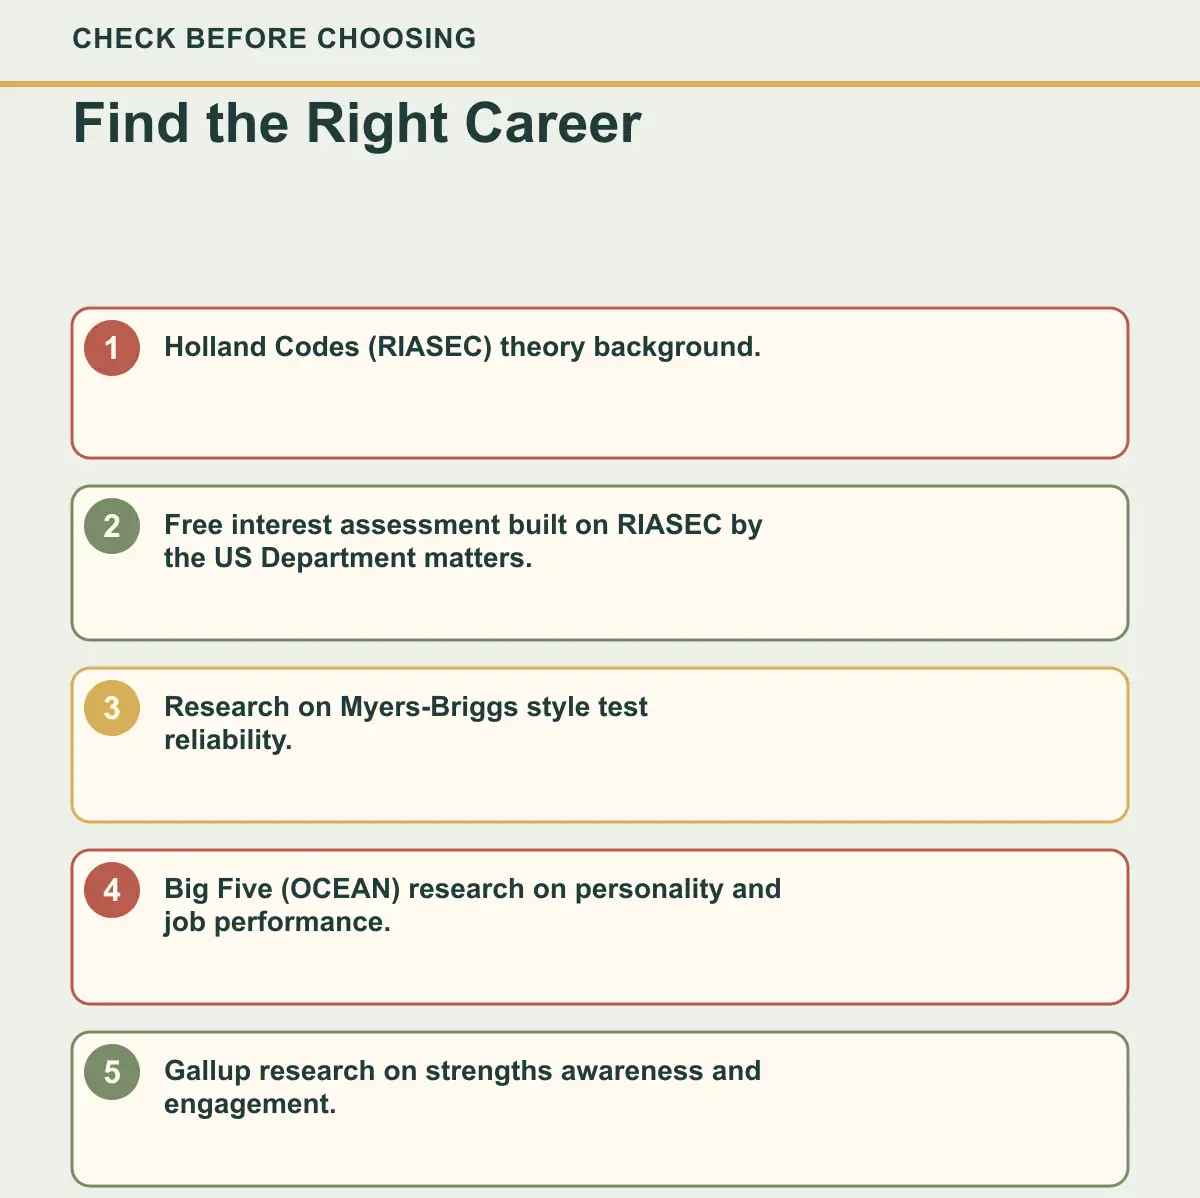 CHECK BEFORE CHOOSING
Find the Right Career
1
Holland Codes (RIASEC) theory background.
2
Free interest assessment built on RIASEC by
the US Department matters.
3
Research on Myers-Briggs style test
reliability.
4
Big Five (OCEAN) research on personality and
job performance.
5
Gallup research on strengths awareness and
engagement.